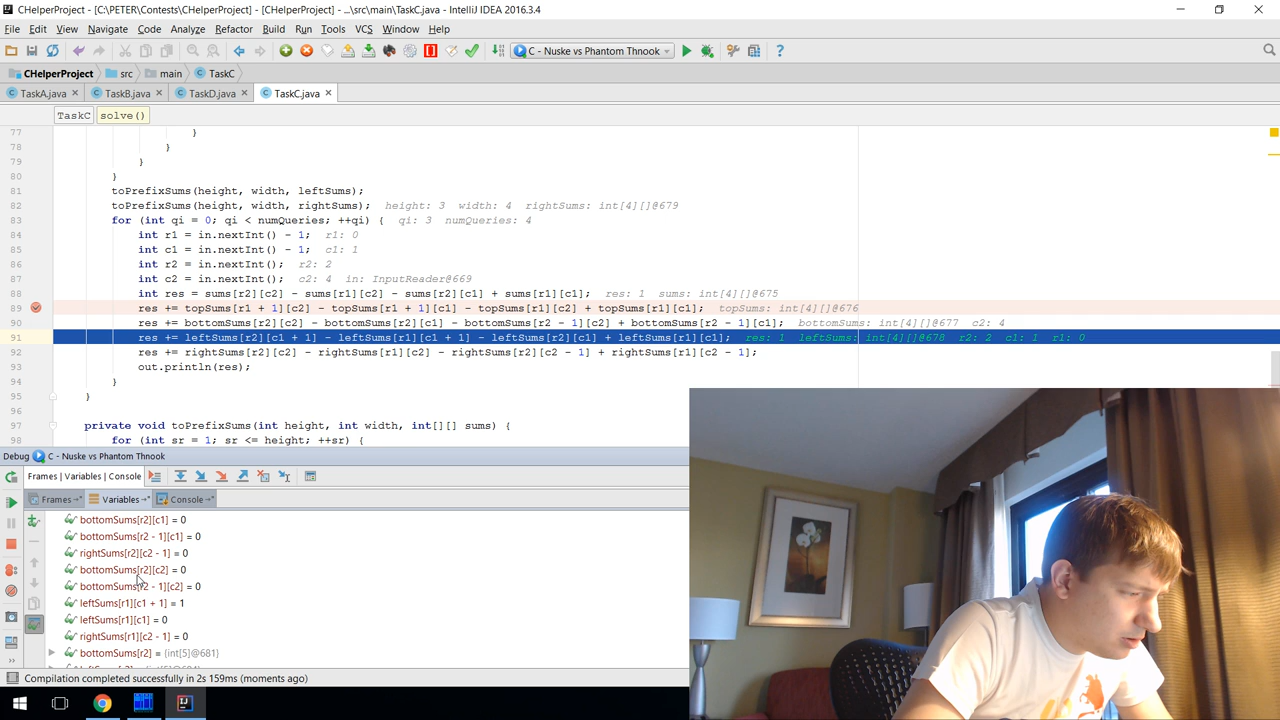 CHelperProject - [C:\PETER\Contests\CHelperProject] - [CHelperProject] - ...\src\main\TaskC.java - IntelliJ IDEA 2016.3.4
File Edit View Navigate Code Analyze Refactor Build Run Tools VCS Window Help
C - Nuske vs Phantom Thnook
CHelperProject src main TaskC
TaskA.java TaskB.java TaskD.java TaskC.java
TaskC solve()
77 }
78 }
79 }
80 }
81 toPrefixSums(height, width, leftSums);
82 toPrefixSums(height, width, rightSums); height: 3 width: 4 rightSums: int[4][]@679
83 for (int qi = 0; qi < numQueries; ++qi) { qi: 3 numQueries: 4
84 int r1 = in.nextInt() - 1; r1: 0
85 int c1 = in.nextInt() - 1; c1: 1
86 int r2 = in.nextInt(); r2: 2
87 int c2 = in.nextInt(); c2: 4 in: InputReader@669
88 int res = sums[r2][c2] - sums[r1][c2] - sums[r2][c1] + sums[r1][c1]; res: 1 sums: int[4][]@675
89 res += topSums[r1 + 1][c2] - topSums[r1 + 1][c1] - topSums[r1][c2] + topSums[r1][c1]; topSums: int[4][]@676
90 res += bottomSums[r2][c2] - bottomSums[r2][c1] - bottomSums[r2 - 1][c2] + bottomSums[r2 - 1][c1]; bottomSums: int[4][]@677 c2: 4
91 res += leftSums[r2][c1 + 1] - leftSums[r1][c1 + 1] - leftSums[r2][c1] + leftSums[r1][c1]; res: 1 leftSums: int[4][]@678 r2: 2 c1: 1 r1: 0
92 res += rightSums[r2][c2] - rightSums[r1][c2] - rightSums[r2][c2 - 1] + rightSums[r1][c2 - 1];
93 out.println(res);
94 }
95 }
96
97 private void toPrefixSums(int height, int width, int[][] sums) {
98 for (int sr = 1; sr <= height; ++sr) {
Debug C - Nuske vs Phantom Thnook
Frames | Variables | Console
Frames Variables Console
bottomSums[r2][c1] = 0
bottomSums[r2 - 1][c1] = 0
rightSums[r2][c2 - 1] = 0
bottomSums[r2][c2] = 0
bottomSums[r2 - 1][c2] = 0
leftSums[r1][c1 + 1] = 1
leftSums[r1][c1] = 0
rightSums[r1][c2 - 1] = 0
bottomSums[r2] = {int[5]@681}
Compilation completed successfully in 2s 159ms (moments ago)